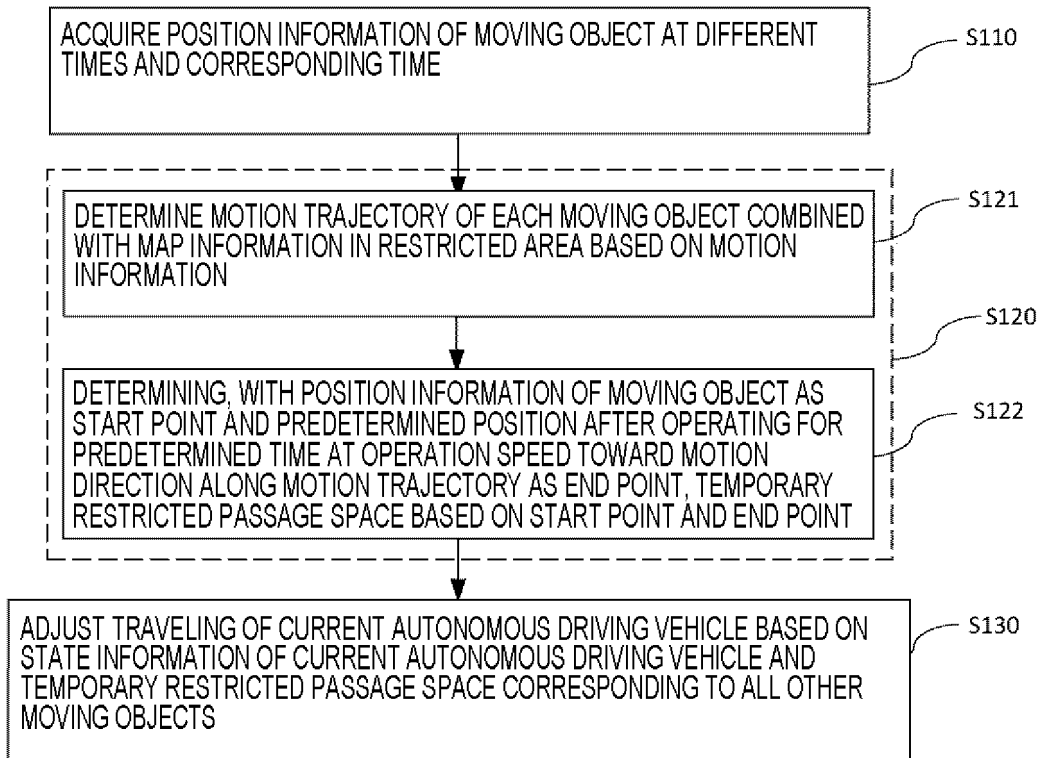 ACQUIRE POSITION INFORMATION OF MOVING OBJECT AT DIFFERENT
TIMES AND CORRESPONDING TIME
S110
DETERMINE MOTION TRAJECTORY OF EACH MOVING OBJECT COMBINED
WITH MAP INFORMATION IN RESTRICTED AREA BASED ON MOTION
INFORMATION
S121
S120
DETERMINING, WITH POSITION INFORMATION OF MOVING OBJECT AS
START POINT AND PREDETERMINED POSITION AFTER OPERATING FOR
PREDETERMINED TIME AT OPERATION SPEED TOWARD MOTION
DIRECTION ALONG MOTION TRAJECTORY AS END POINT, TEMPORARY
RESTRICTED PASSAGE SPACE BASED ON START POINT AND END POINT
S122
ADJUST TRAVELING OF CURRENT AUTONOMOUS DRIVING VEHICLE BASED ON
STATE INFORMATION OF CURRENT AUTONOMOUS DRIVING VEHICLE AND
TEMPORARY RESTRICTED PASSAGE SPACE CORRESPONDING TO ALL OTHER
MOVING OBJECTS
S130